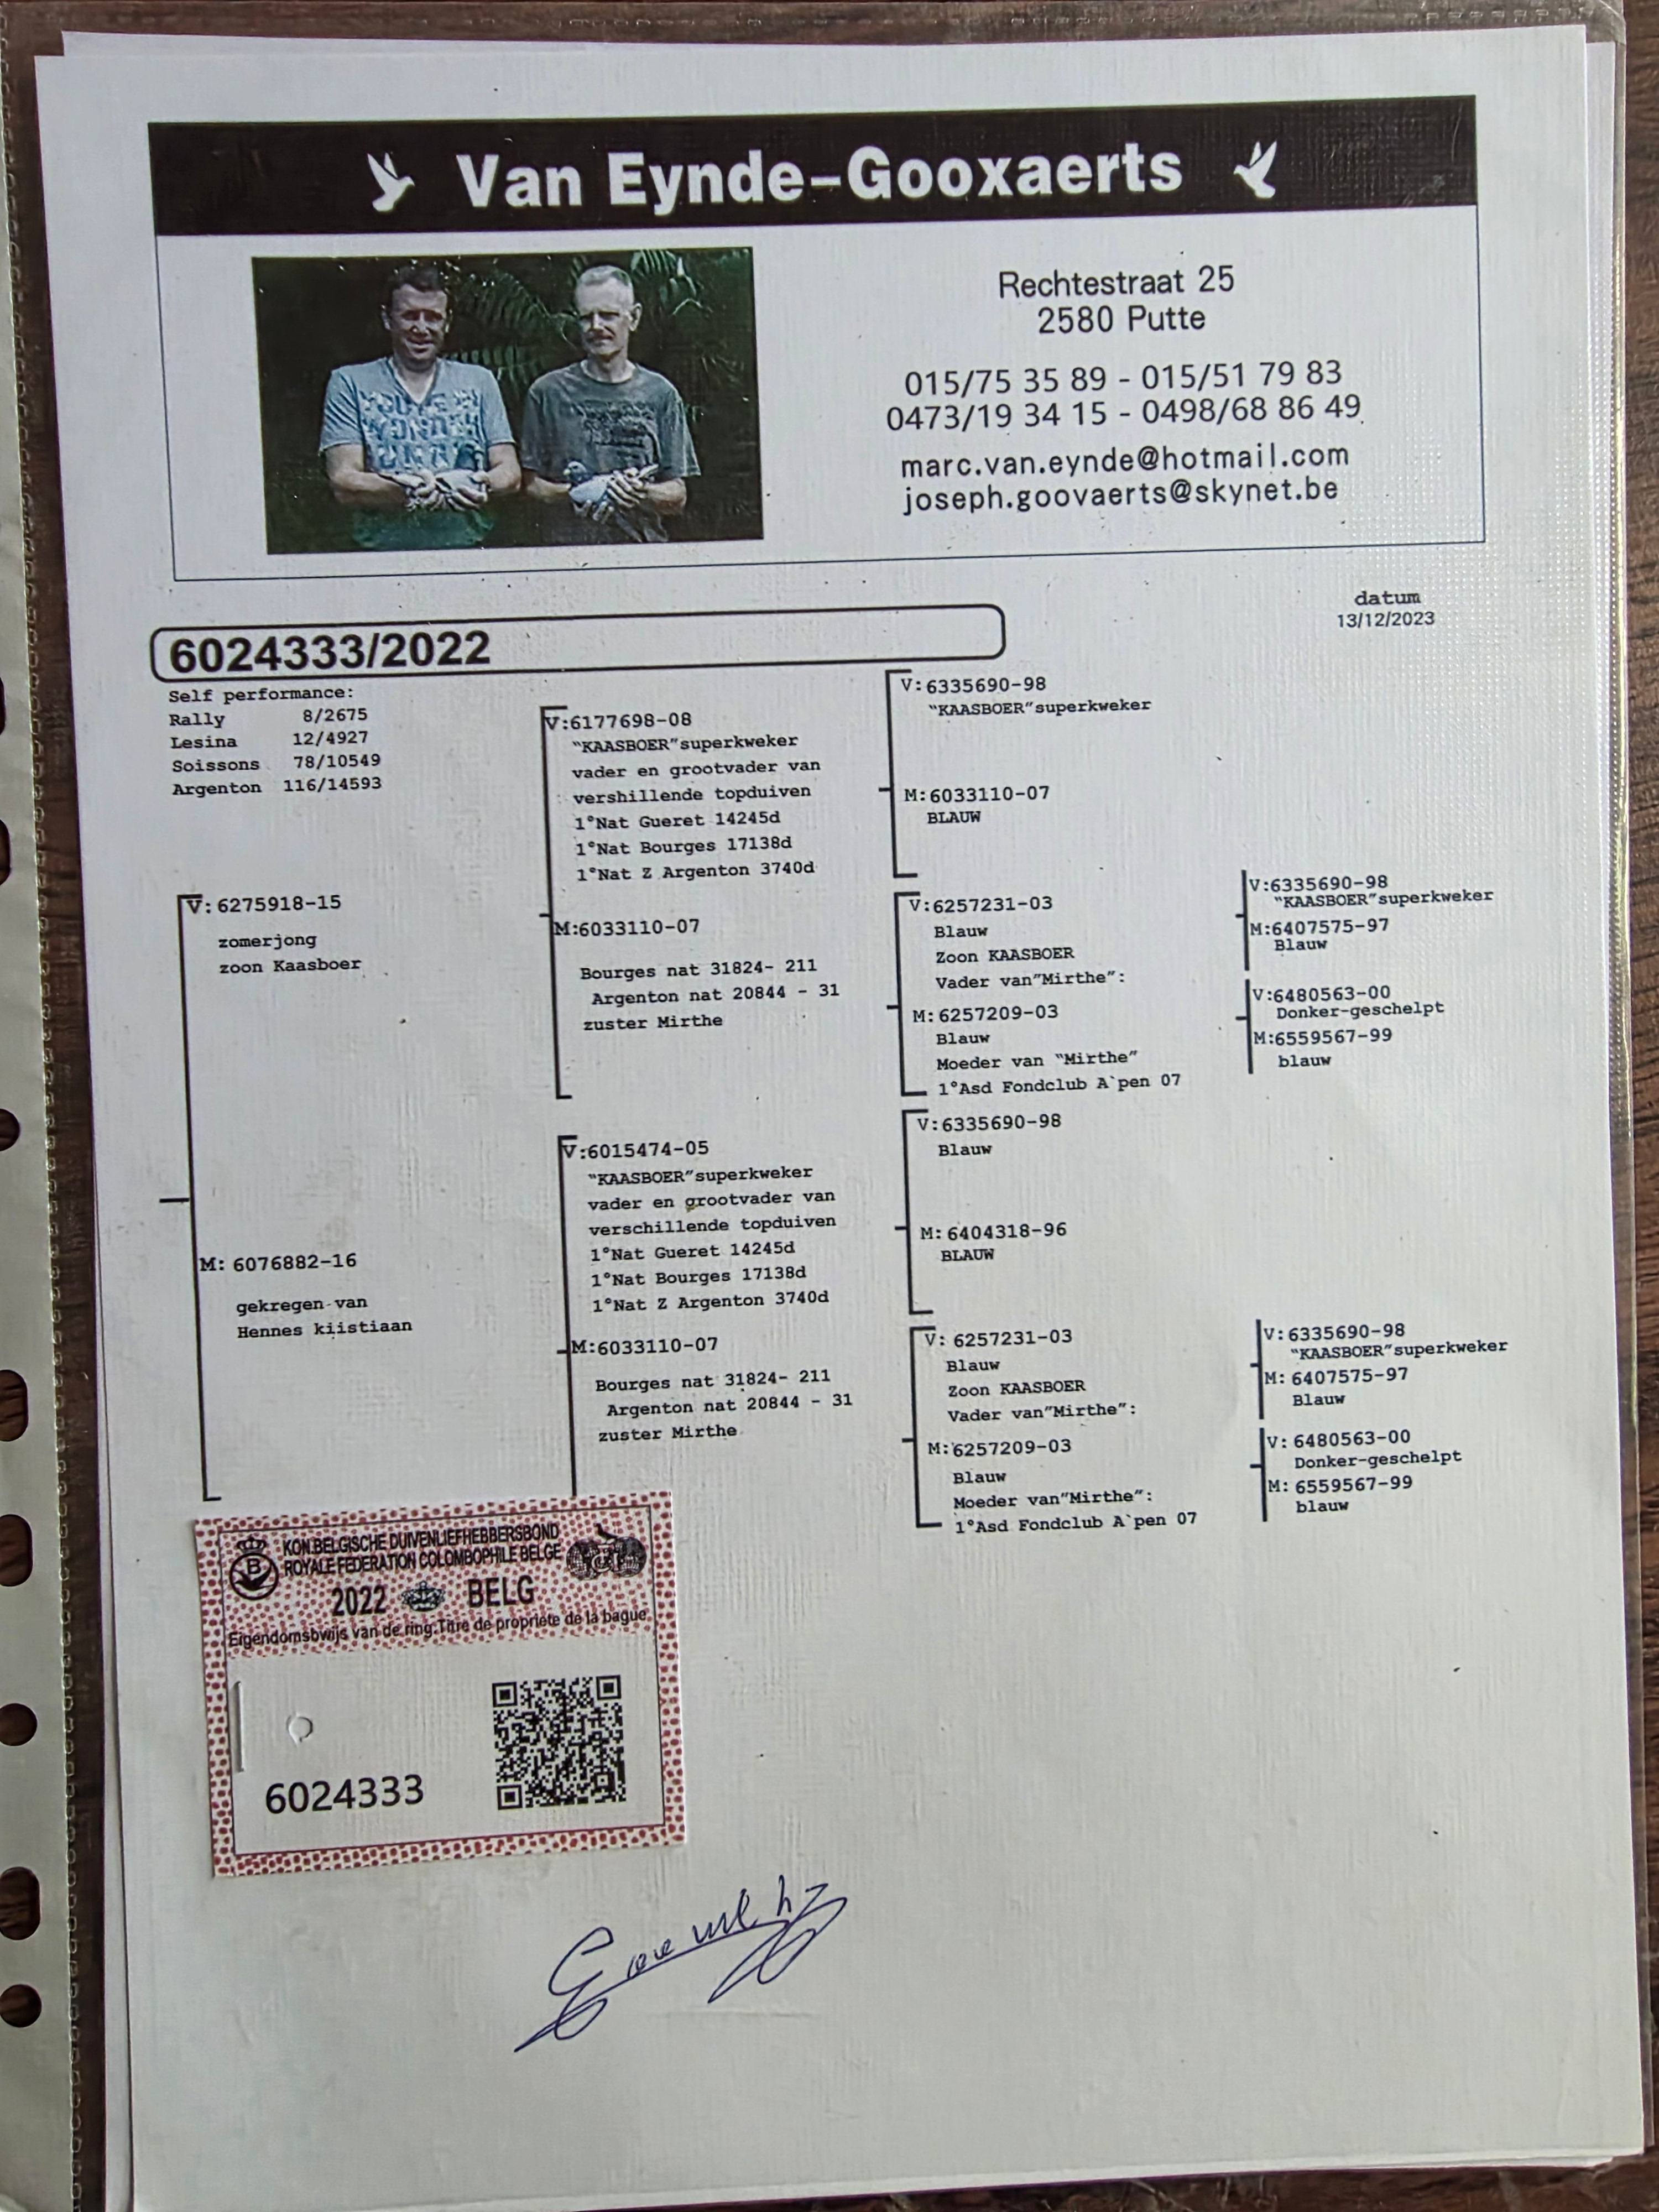 Van Eynde-Gooxaerts
Rechtestraat 25
2580 Putte
015/75 35 89 - 015/51 79 83
0473/19 34 15 - 0498/68 86 49
marc.van.eynde@hotmail.com
joseph.goovaerts@skynet.be
datum
13/12/2023
6024333/2022
Self performance:
Rally 8/2675
Lesina 12/4927
Soissons 78/10549
Argenton 116/14593
V: 6275918-15
zomerjong
zoon Kaasboer
M: 6076882-16
gekregen van
Hennes kiistiaan
V:6177698-08
"KAASBOER"superkweker
vader en grootvader van
vershillende topduiven
1°Nat Gueret 14245d
1°Nat Bourges 17138d
1°Nat Z Argenton 3740d
M:6033110-07
Bourges nat 31824- 211
Argenton nat 20844 - 31
zuster Mirthe
V:6015474-05
"KAASBOER"superkweker
vader en grootvader van
verschillende topduiven
1°Nat Gueret 14245d
1°Nat Bourges 17138d
1°Nat Z Argenton 3740d
M:6033110-07
Bourges nat 31824- 211
Argenton nat 20844 - 31
zuster Mirthe
V:6335690-98
"KAASBOER"superkweker
M:6033110-07
BLAUW
V:6257231-03
Blauw
Zoon KAASBOER
Vader van"Mirthe":
M:6257209-03
Blauw
Moeder van "Mirthe"
1°Asd Fondclub A`pen 07
V:6335690-98
Blauw
M: 6404318-96
BLAUW
V: 6257231-03
Blauw
Zoon KAASBOER
Vader van"Mirthe":
M:6257209-03
Blauw
Moeder van"Mirthe":
1°Asd Fondclub A`pen 07
V:6335690-98
"KAASBOER"superkweker
M:6407575-97
Blauw
V:6480563-00
Donker-geschelpt
M:6559567-99
blauw
V:6335690-98
"KAASBOER"superkweker
M: 6407575-97
Blauw
V: 6480563-00
Donker-geschelpt
M: 6559567-99
blauw
KON.BELGISCHE DUIVENLIEFHEBBERSBOND
ROYALE FEDERATION COLOMBOPHILE BELGE
B
2022 BELG
Eigendomsbwijs van de ring.Titre de propriete de la bague.
6024333